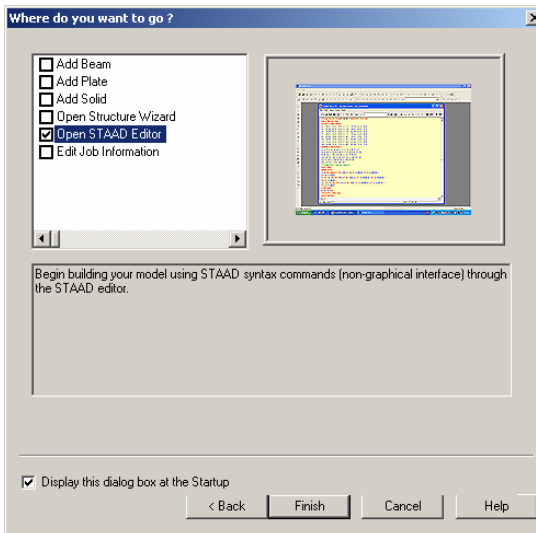 Where do you want to go ?
Add Beam
Add Plate
Add Solid
Open Structure Wizard
Open STAAD Editor
Edit Job Information
Begin building your model using STAAD syntax commands (non-graphical interface) through
the STAAD editor.
Display this dialog box at the Startup
< Back Finish Cancel Help